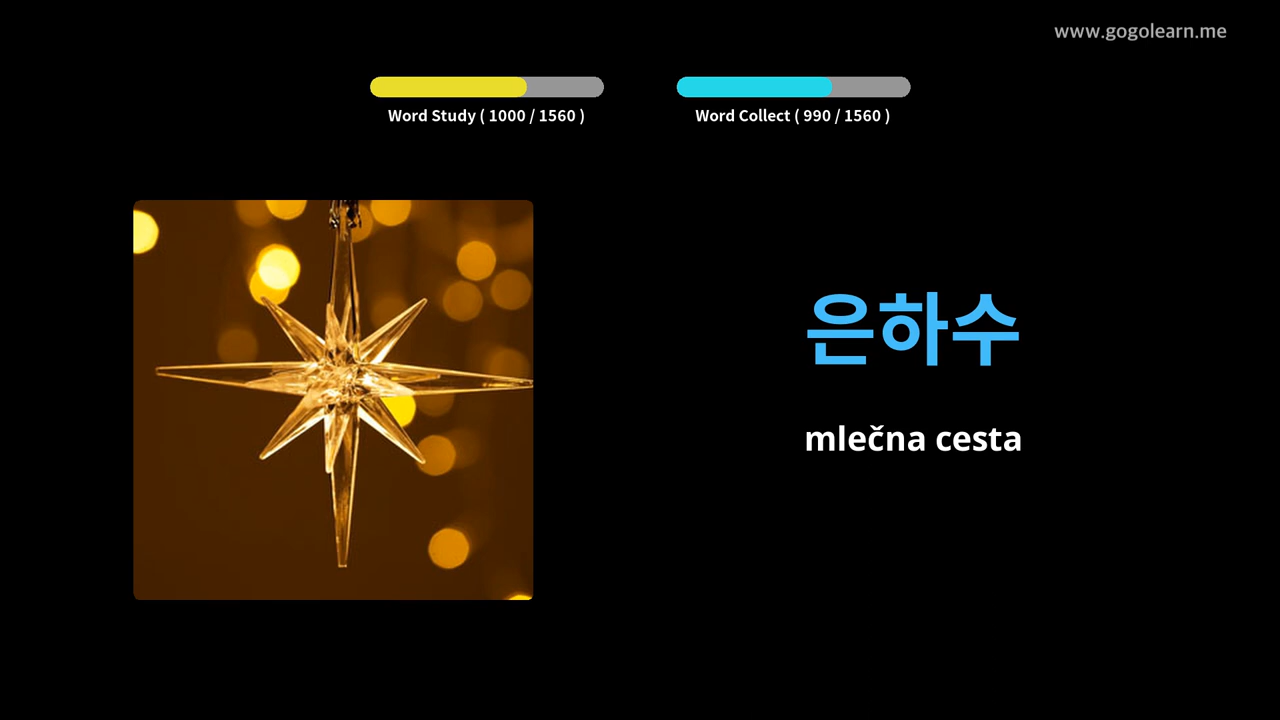 www.gogolearn.me
Word Study ( 1000 / 1560 )
Word Collect ( 990 / 1560 )
은하수
mlečna cesta